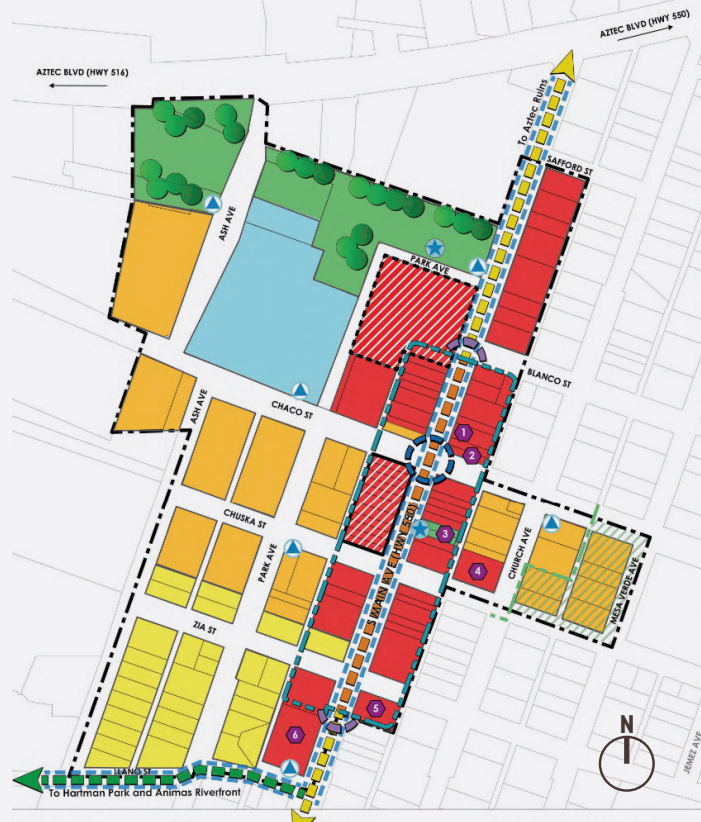 AZTEC BLVD (HWY 550)
AZTEC BLVD (HWY 516)
To Aztec Ruins
SAFFORD ST
ASH AVE
PARK AVE
BLANCO ST
ASH AVE
CHACO ST
1
2
S MAIN AVE (HWY 550)
CHUSKA ST
3
CHURCH AVE
PARK AVE
4
MESA VERDE AVE
ZIA ST
5
6
N
JEMEZ AVE
LLANO ST
To Hartman Park and Animas Riverfront